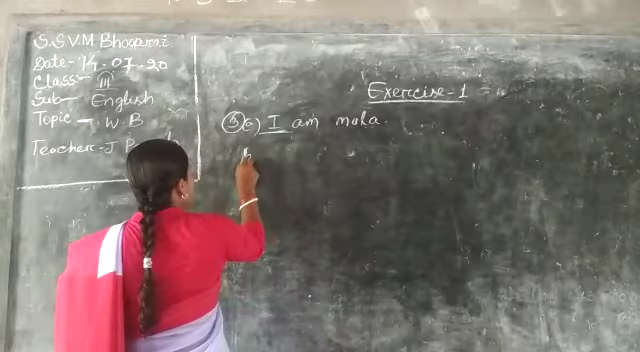 S.S.V.M Bhogarai
Date- 14.07.20
Class- III
Sub- English
Topic - W B
Teacher- J P
Exercise-1
③ (c) I am mala.